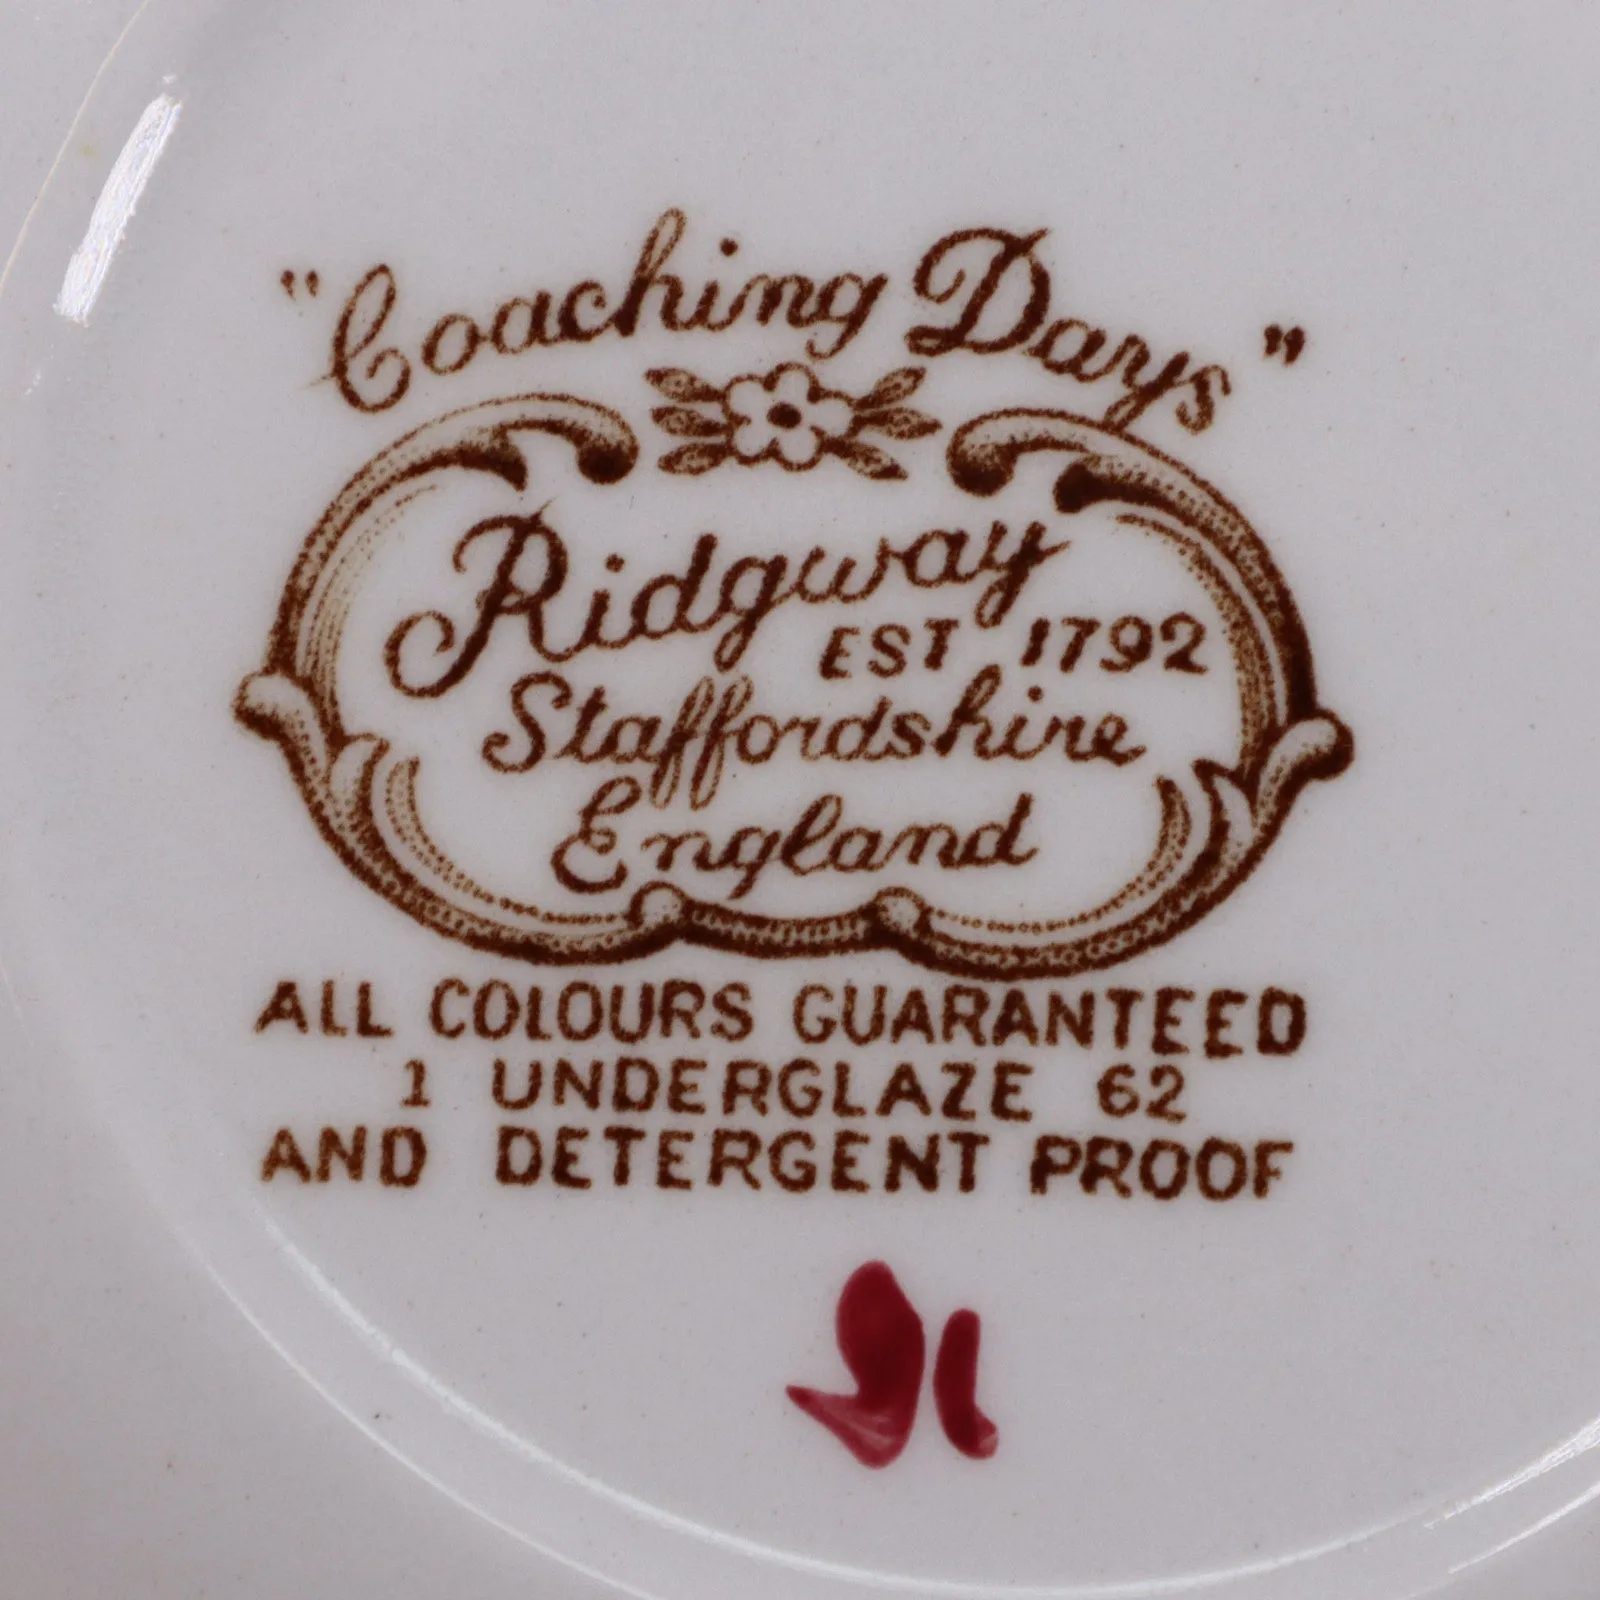 "Coaching Days"
Ridgway
EST 1792
Staffordshire
England
ALL COLOURS GUARANTEED
1 UNDERGLAZE 62
AND DETERGENT PROOF